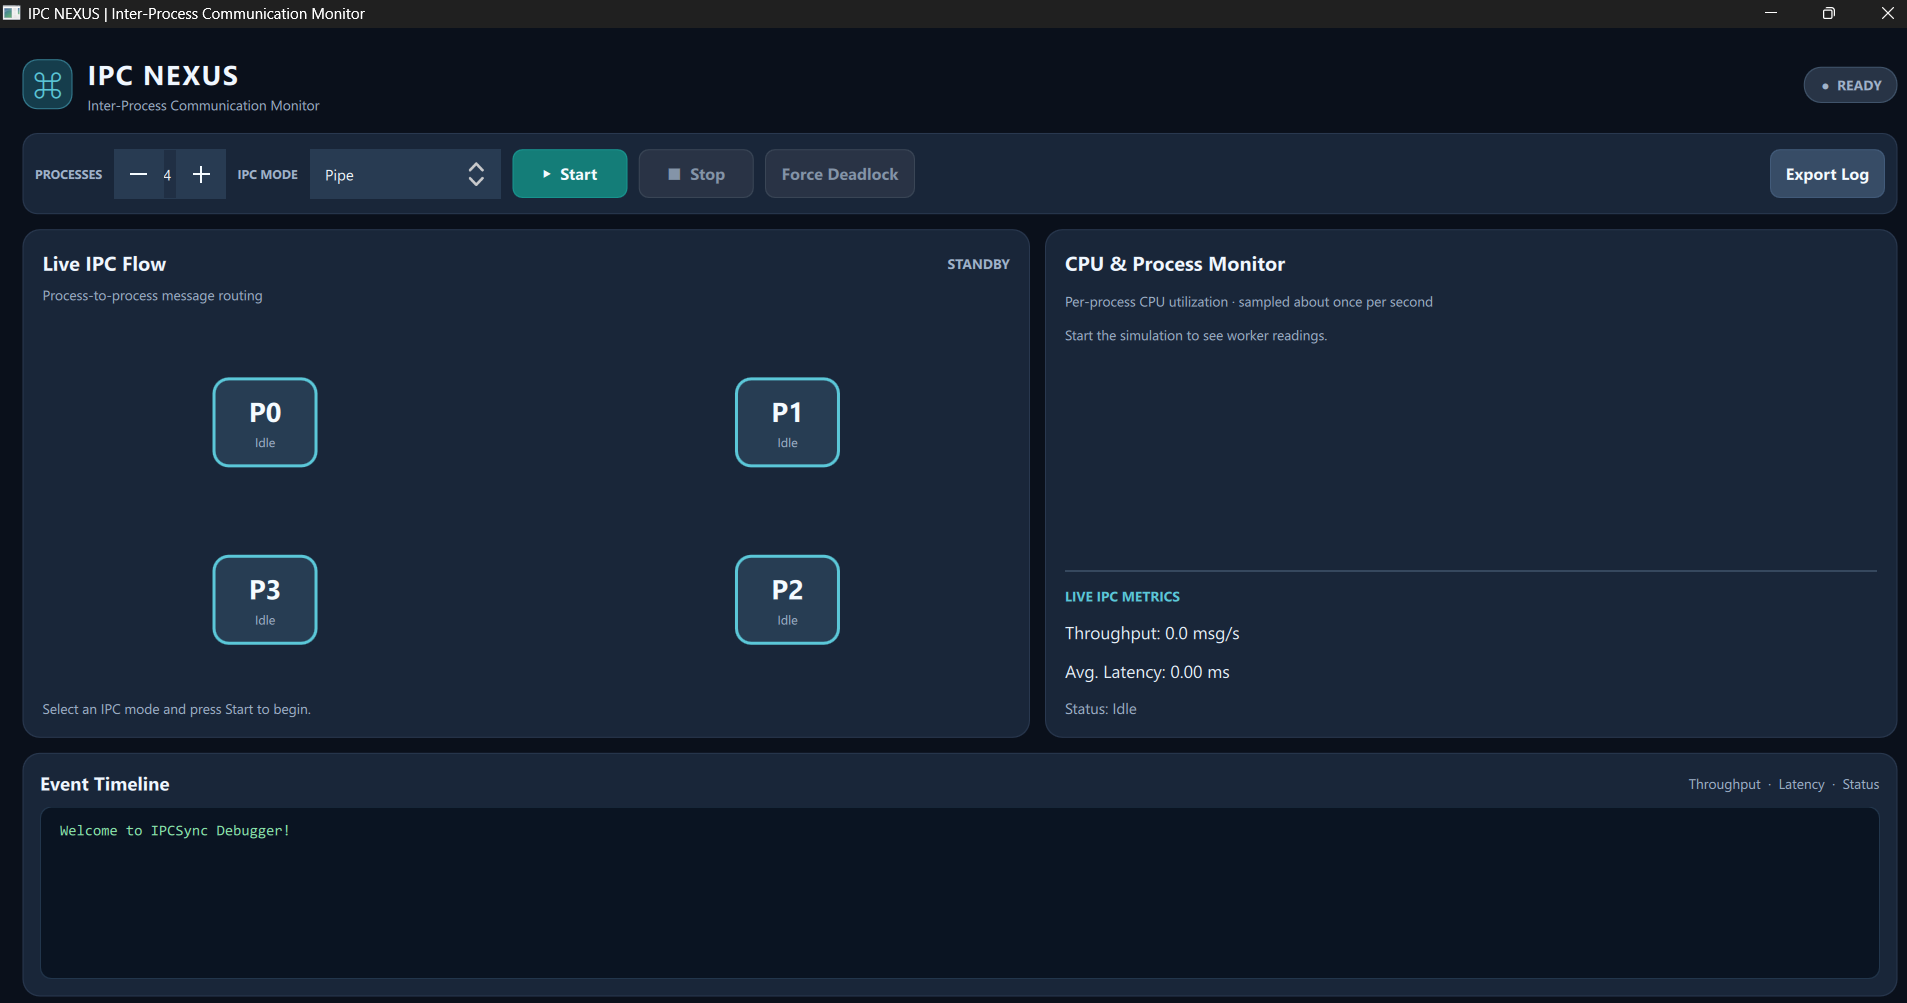 IPC NEXUS | Inter-Process Communication Monitor
IPC NEXUS
Inter-Process Communication Monitor
• READY
PROCESSES
4
IPC MODE
Pipe
Start
Stop
Force Deadlock
Export Log
Live IPC Flow
STANDBY
Process-to-process message routing
P0
Idle
P1
Idle
P3
Idle
P2
Idle
Select an IPC mode and press Start to begin.
CPU & Process Monitor
Per-process CPU utilization · sampled about once per second
Start the simulation to see worker readings.
LIVE IPC METRICS
Throughput: 0.0 msg/s
Avg. Latency: 0.00 ms
Status: Idle
Event Timeline
Throughput · Latency · Status
Welcome to IPCSync Debugger!